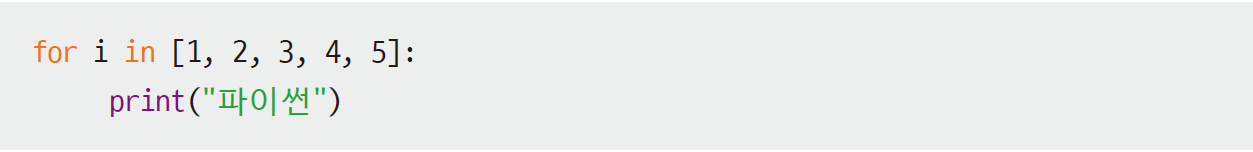 for i in [1, 2, 3, 4, 5]:
    print("파이썬")